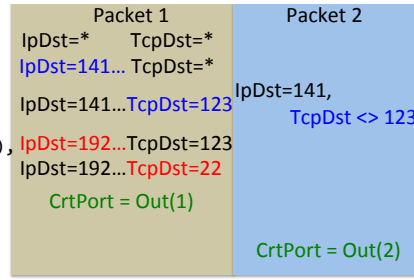 Packet 1 Packet 2
IpDst=* TcpDst=*
IpDst=141... TcpDst=*
IpDst=141...TcpDst=123 IpDst=141,
TcpDst <> 123
), IpDst=192...TcpDst=123
IpDst=192...TcpDst=22
CrtPort = Out(1)
CrtPort = Out(2)